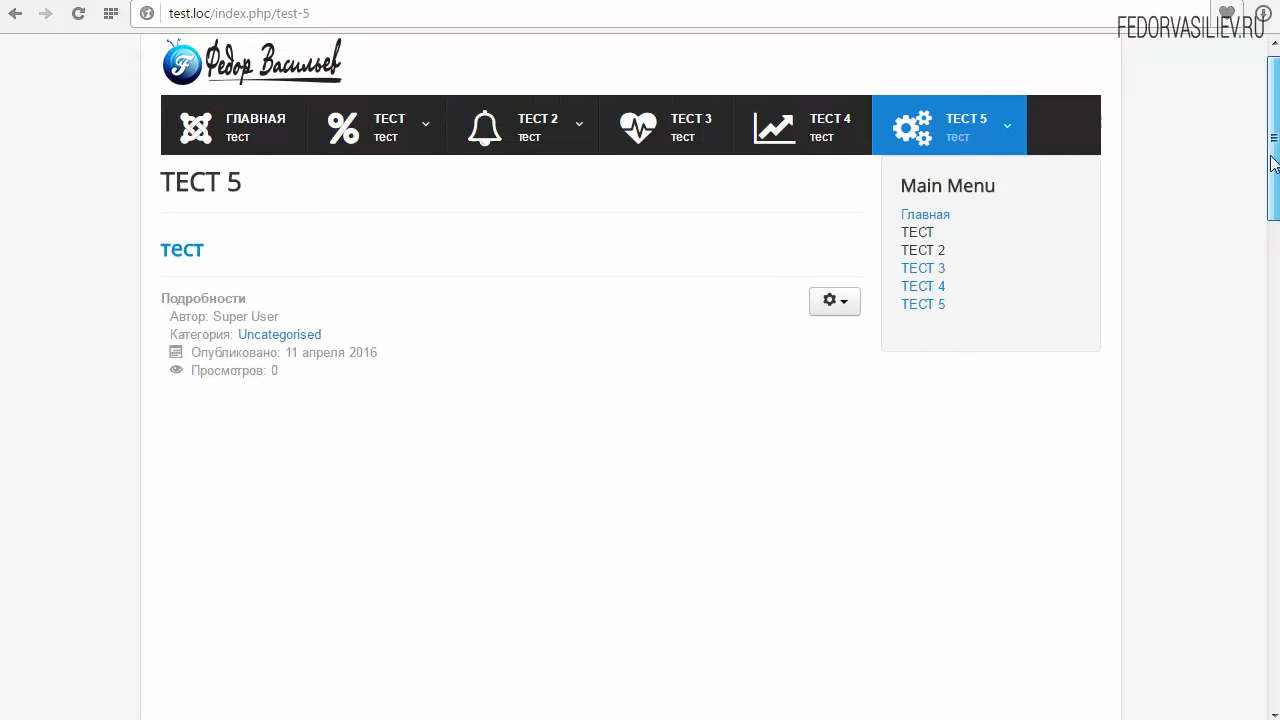 test.loc/index.php/test-5
FEDORVASILIEV.RU
Федор Васильев
ГЛАВНАЯ
тест
ТЕСТ
тест
ТЕСТ 2
тест
ТЕСТ 3
тест
ТЕСТ 4
тест
ТЕСТ 5
тест
ТЕСТ 5
тест
Подробности
Автор: Super User
Категория: Uncategorised
Опубликовано: 11 апреля 2016
Просмотров: 0
Main Menu
Главная
ТЕСТ
ТЕСТ 2
ТЕСТ 3
ТЕСТ 4
ТЕСТ 5